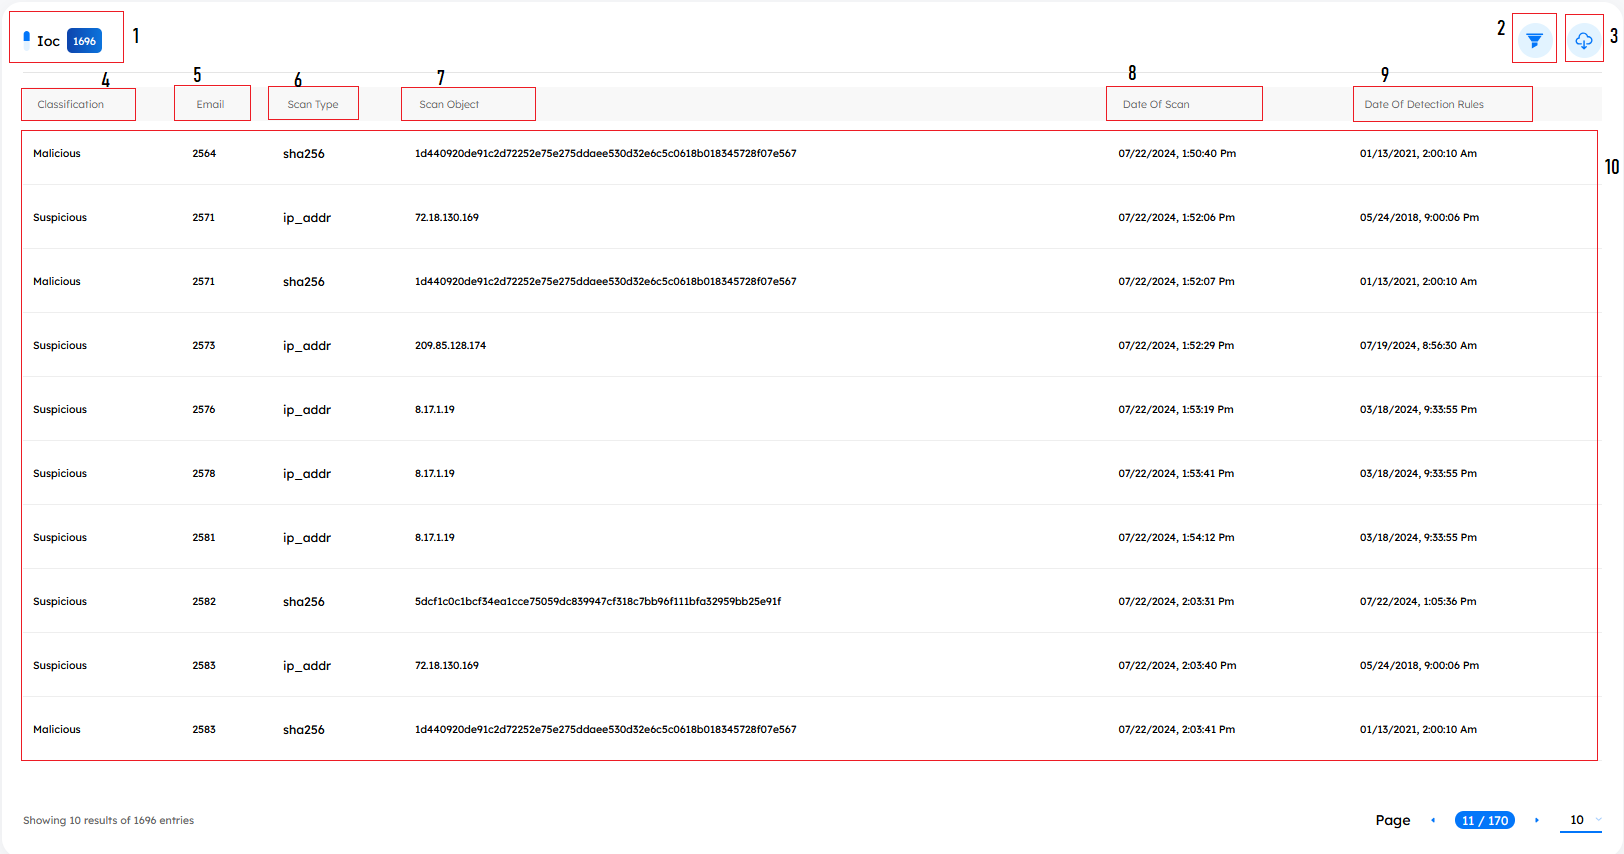 Ioc 1696 1 2 3
4 5 6 7 8 9
Classification Email Scan Type Scan Object Date Of Scan Date Of Detection Rules
Malicious 2564 sha256 1d440920de91c2d72252e75e275ddaee530d32e6c5c0618b018345728f07e567 07/22/2024, 1:50:40 Pm 01/13/2021, 2:00:10 Am
10
Suspicious 2571 ip_addr 72.18.130.169 07/22/2024, 1:52:06 Pm 05/24/2018, 9:00:06 Pm
Malicious 2571 sha256 1d440920de91c2d72252e75e275ddaee530d32e6c5c0618b018345728f07e567 07/22/2024, 1:52:07 Pm 01/13/2021, 2:00:10 Am
Suspicious 2573 ip_addr 209.85.128.174 07/22/2024, 1:52:29 Pm 07/19/2024, 8:56:30 Am
Suspicious 2576 ip_addr 8.17.1.19 07/22/2024, 1:53:19 Pm 03/18/2024, 9:33:55 Pm
Suspicious 2578 ip_addr 8.17.1.19 07/22/2024, 1:53:41 Pm 03/18/2024, 9:33:55 Pm
Suspicious 2581 ip_addr 8.17.1.19 07/22/2024, 1:54:12 Pm 03/18/2024, 9:33:55 Pm
Suspicious 2582 sha256 5dcf1c0c1bcf34ea1cce75059dc839947cf318c7bb96f111bfa32959bb25e91f 07/22/2024, 2:03:31 Pm 07/22/2024, 1:05:36 Pm
Suspicious 2583 ip_addr 72.18.130.169 07/22/2024, 2:03:40 Pm 05/24/2018, 9:00:06 Pm
Malicious 2583 sha256 1d440920de91c2d72252e75e275ddaee530d32e6c5c0618b018345728f07e567 07/22/2024, 2:03:41 Pm 01/13/2021, 2:00:10 Am
Showing 10 results of 1696 entries Page 11 / 170 10